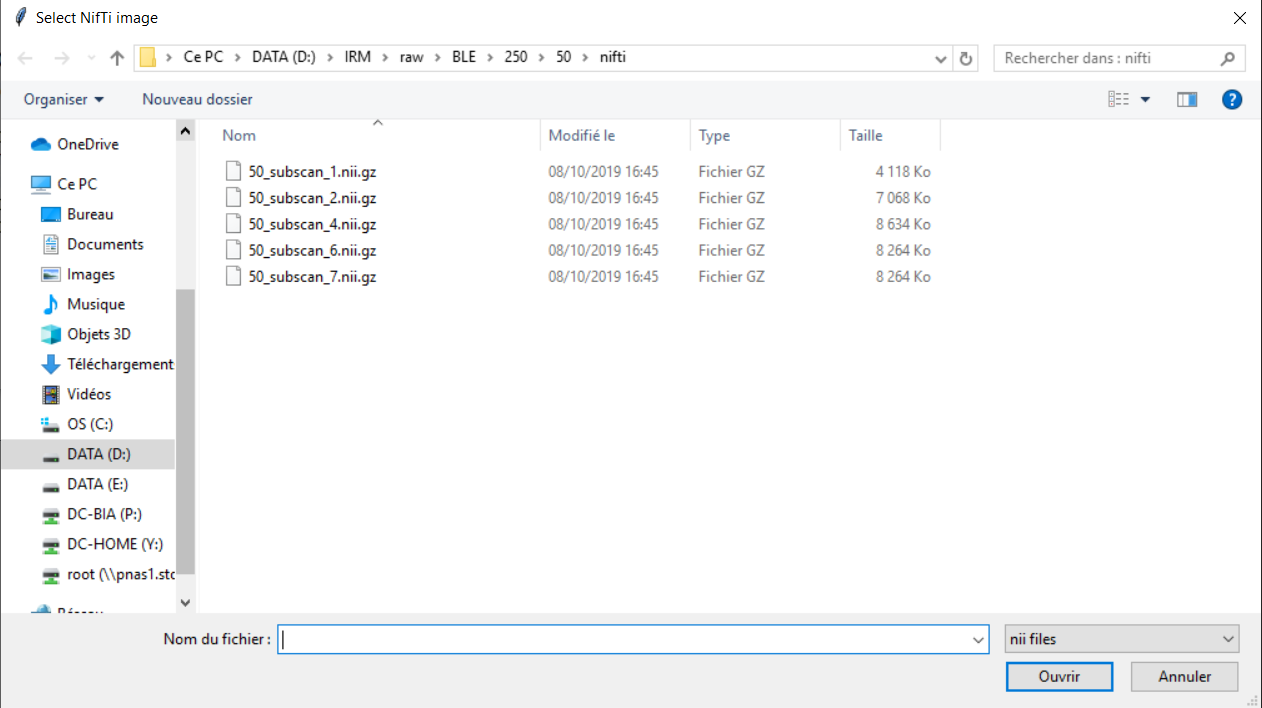 Select NifTi image
Ce PC > DATA (D:) > IRM > raw > BLE > 250 > 50 > nifti
Rechercher dans : nifti
Organiser
Nouveau dossier
OneDrive
Ce PC
Bureau
Documents
Images
Musique
Objets 3D
Téléchargement
Vidéos
OS (C:)
DATA (D:)
DATA (E:)
DC-BIA (P:)
DC-HOME (Y:)
root (\\pnas1.stc
Réseau
Nom Modifié le Type Taille
50_subscan_1.nii.gz 08/10/2019 16:45 Fichier GZ 4 118 Ko
50_subscan_2.nii.gz 08/10/2019 16:45 Fichier GZ 7 068 Ko
50_subscan_4.nii.gz 08/10/2019 16:45 Fichier GZ 8 634 Ko
50_subscan_6.nii.gz 08/10/2019 16:45 Fichier GZ 8 264 Ko
50_subscan_7.nii.gz 08/10/2019 16:45 Fichier GZ 8 264 Ko
Nom du fichier :
nii files
Ouvrir
Annuler